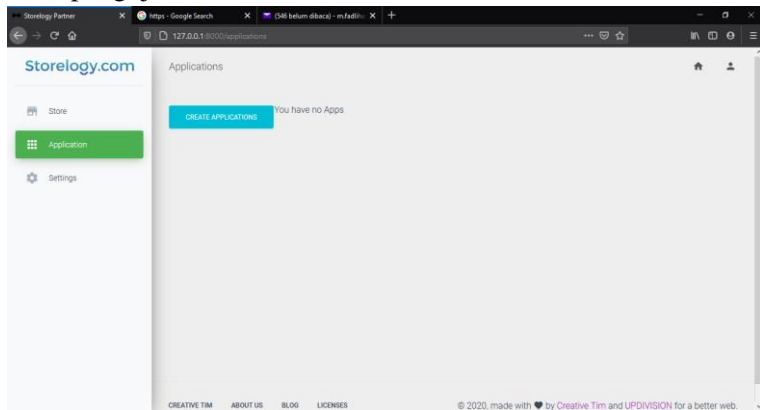 Storelogy Partner
https - Google Search
(546 belum dibaca) - m.fadlih
127.0.0.1:8000/applications
Storelogy.com
Applications
Store
CREATE APPLICATIONS
You have no Apps
Application
Settings
CREATIVE TIM ABOUT US BLOG LICENSES
© 2020, made with ♥ by Creative Tim and UPDIVISION for a better web.